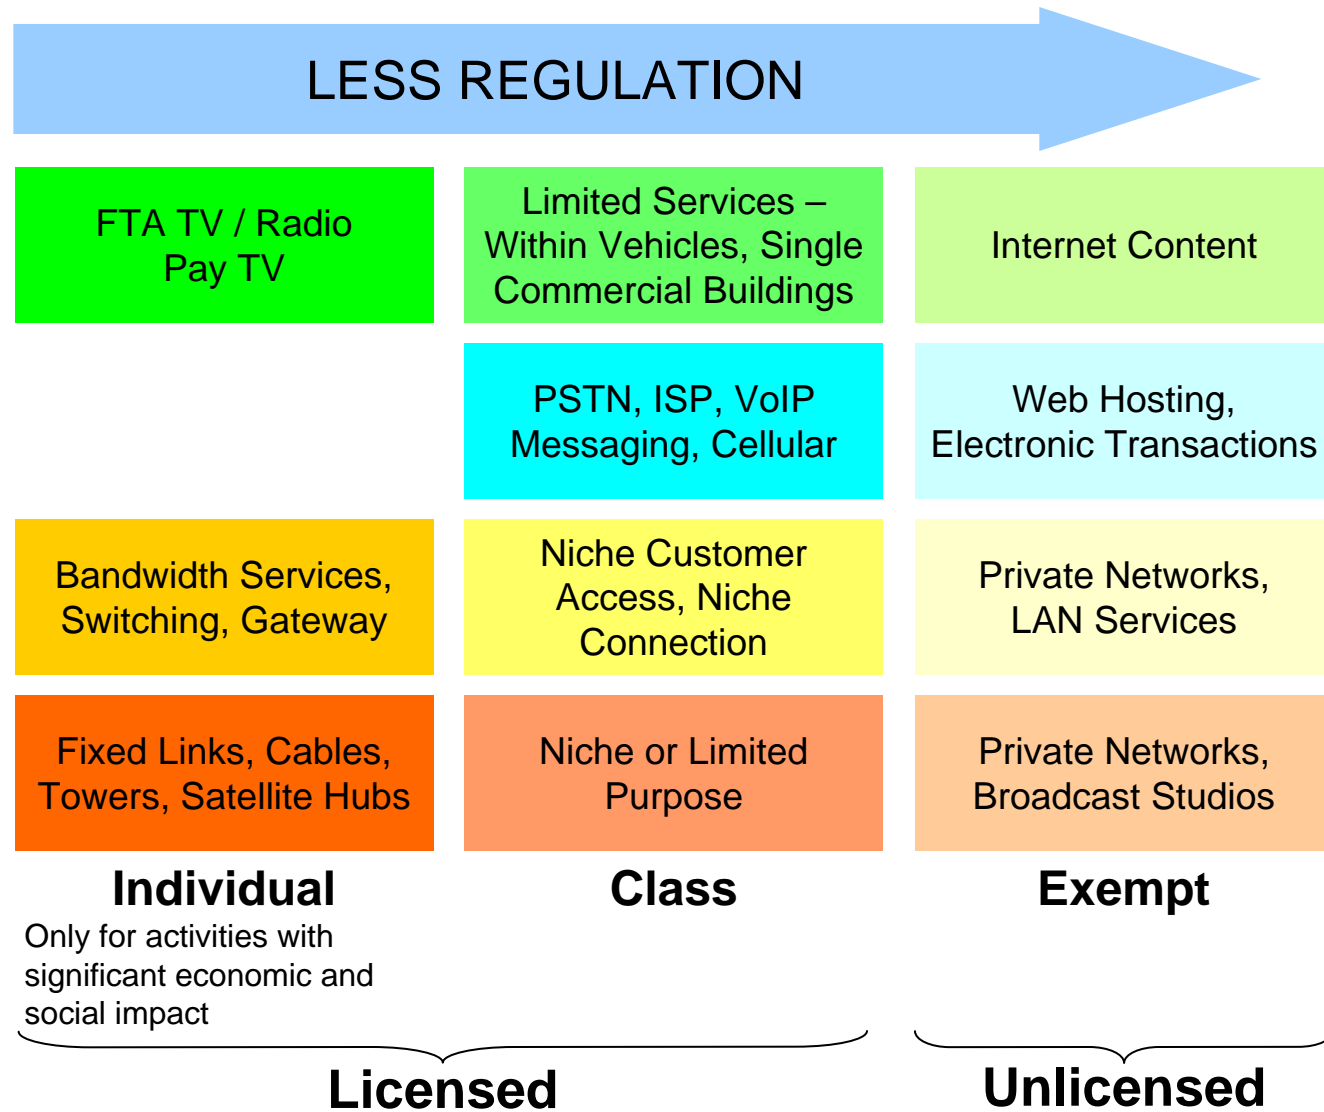 LESS REGULATION
FTA TV / Radio
Pay TV
Limited Services –
Within Vehicles, Single
Commercial Buildings
Internet Content
PSTN, ISP, VoIP
Messaging, Cellular
Web Hosting,
Electronic Transactions
Bandwidth Services,
Switching, Gateway
Niche Customer
Access, Niche
Connection
Private Networks,
LAN Services
Fixed Links, Cables,
Towers, Satellite Hubs
Niche or Limited
Purpose
Private Networks,
Broadcast Studios
Individual
Only for activities with
significant economic and
social impact
Class
Exempt
Licensed
Unlicensed